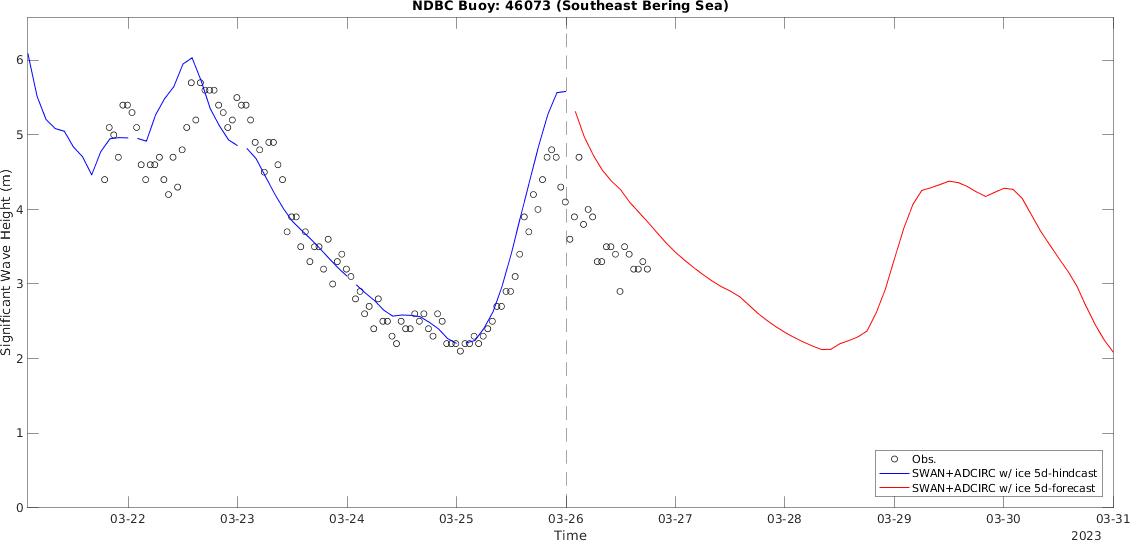 NDBC Buoy: 46073 (Southeast Bering Sea)
Significant Wave Height (m)
6
5
4
3
2
1
0
Obs.
SWAN+ADCIRC w/ ice 5d-hindcast
SWAN+ADCIRC w/ ice 5d-forecast
03-22 03-23 03-24 03-25 03-26 03-27 03-28 03-29 03-30 03-31
Time
2023